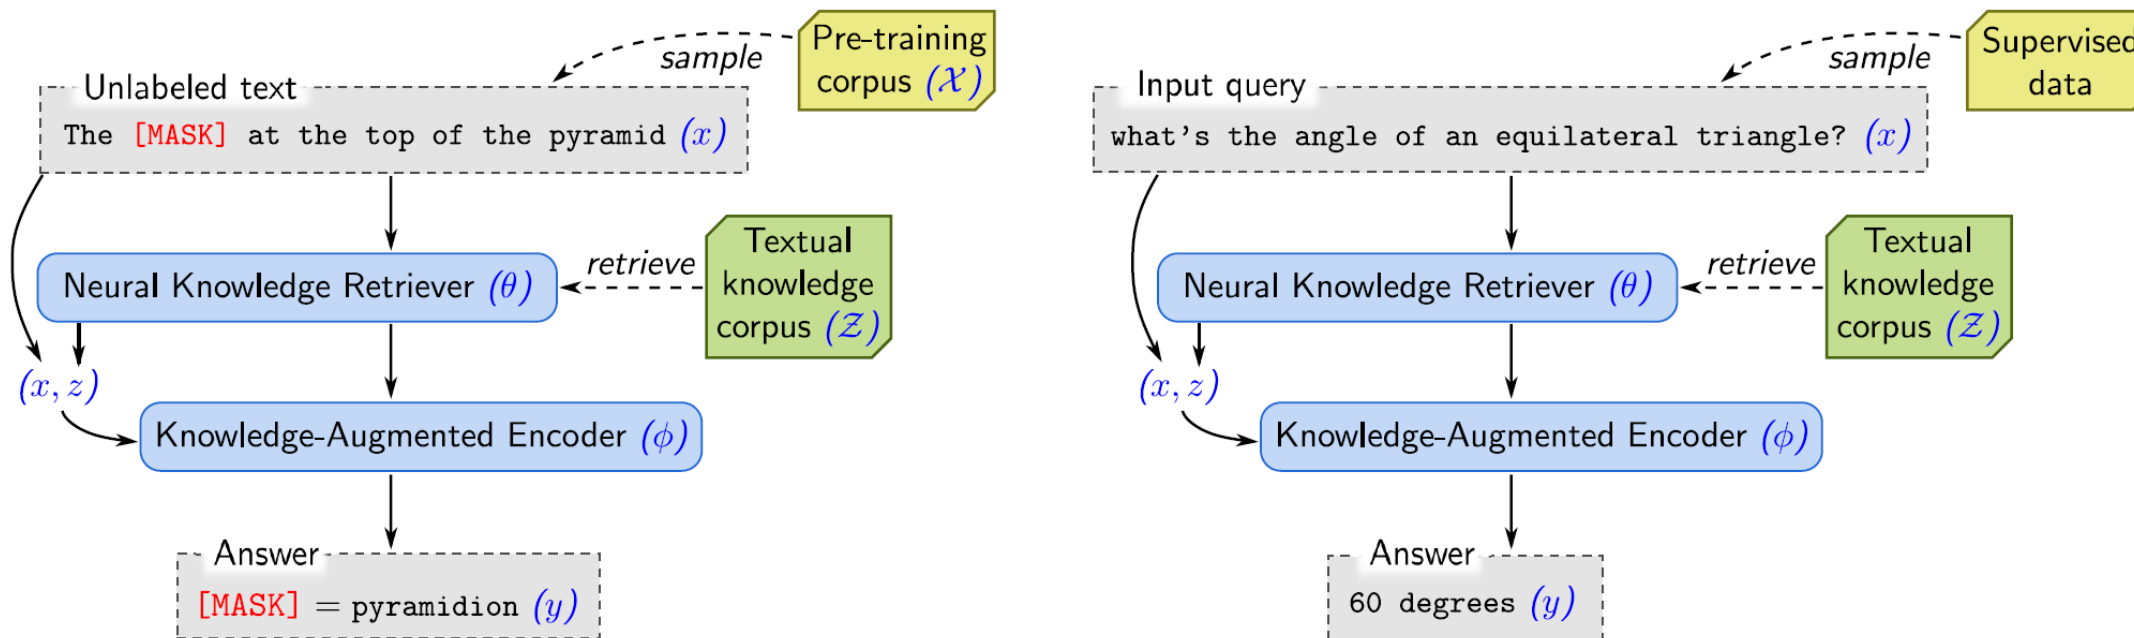 Pre-training
corpus (𝒳)
sample
Unlabeled text
The [MASK] at the top of the pyramid (x)
Neural Knowledge Retriever (θ)
retrieve
Textual
knowledge
corpus (𝒵)
(x, z)
Knowledge-Augmented Encoder (ϕ)
Answer
[MASK] = pyramidion (y)
Supervised
data
sample
Input query
what's the angle of an equilateral triangle? (x)
Neural Knowledge Retriever (θ)
retrieve
Textual
knowledge
corpus (𝒵)
(x, z)
Knowledge-Augmented Encoder (ϕ)
Answer
60 degrees (y)